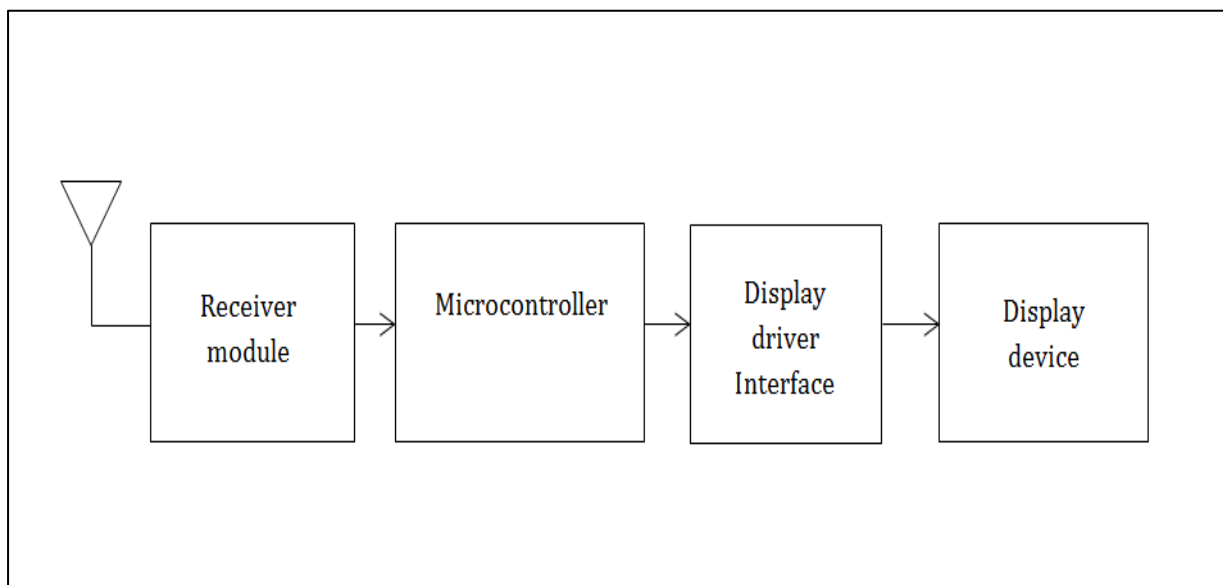 Receiver
module
Microcontroller
Display
driver
Interface
Display
device